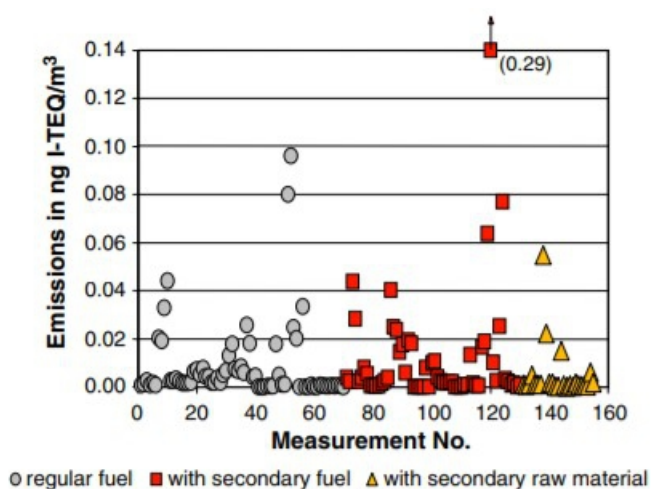 0.14
(0.29)
0.12
0.10
0.08
0.06
0.04
0.02
0.00
Emissions in ng I-TEQ/m³
0 20 40 60 80 100 120 140 160
Measurement No.
regular fuel with secondary fuel with secondary raw material